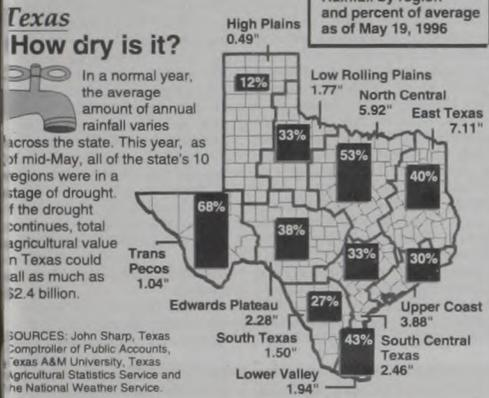 Texas
How dry is it?
In a normal year,
the average
amount of annual
rainfall varies
across the state. This year, as
of mid-May, all of the state's 10
regions were in a
stage of drought.
f the drought
continues, total
agricultural value
n Texas could
all as much as
$2.4 billion.
SOURCES: John Sharp, Texas
Comptroller of Public Accounts,
Texas A&M University, Texas
Agricultural Statistics Service and
he National Weather Service.
and percent of average
as of May 19, 1996
High Plains
0.49"
12%
Low Rolling Plains
1.77"
33%
North Central
5.92"
53%
East Texas
7.11"
40%
68%
Trans
Pecos
1.04"
38%
Edwards Plateau
2.28"
33%
30%
Upper Coast
3.88"
27%
South Texas
1.50"
43%
South Central
Texas
2.46"
Lower Valley
1.94"